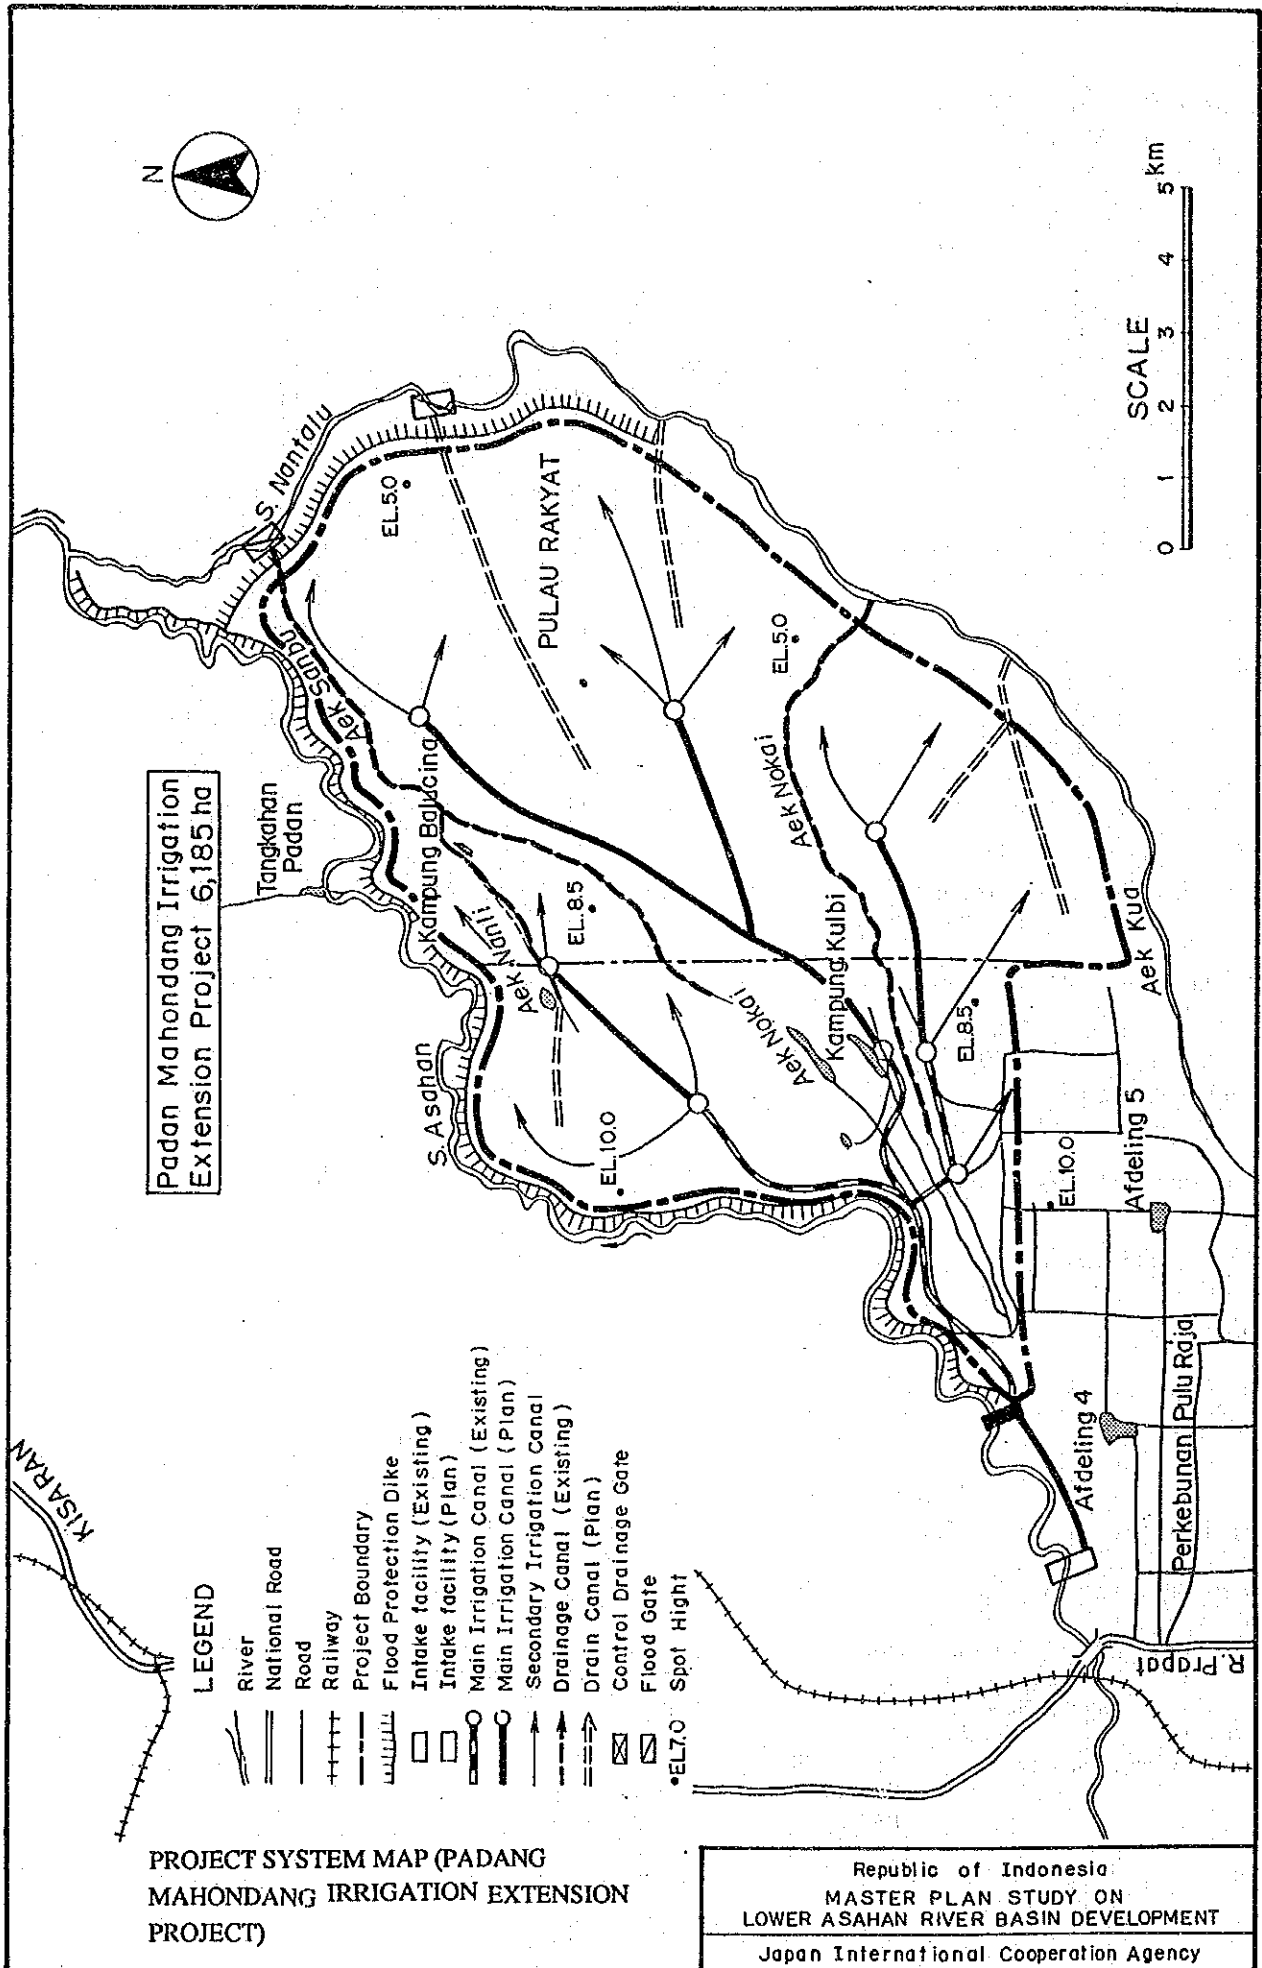 N
Padan Mahondang Irrigation
Extension Project 6,185 ha
Tangkahan
Padan
S. Nantalu
Aek Sanbu
EL.5.0
PULAU RAKYAT
Kampung Balucina
Aek Nanli
EL.8.5
S. Asahan
EL.10.0
Aek Nokai
Kampung Kulbi
Aek Nokai
EL.5.0
EL.8.5
Aek Kua
EL.10.0
Afdeling 5
Afdeling 4
Perkebunan Pulu Raja
R.Prapat
KISARAN
SCALE
0 1 2 3 4 5 km
LEGEND
River
National Road
Road
Railway
Project Boundary
Flood Protection Dike
Intake facility (Existing)
Intake facility (Plan)
Main Irrigation Canal (Existing)
Main Irrigation Canal (Plan)
Secondary Irrigation Canal
Drainage Canal (Existing)
Drain Canal (Plan)
Control Drainage Gate
Flood Gate
EL7.0 Spot Hight
PROJECT SYSTEM MAP (PADANG
MAHONDANG IRRIGATION EXTENSION
PROJECT)
Republic of Indonesia
MASTER PLAN STUDY ON
LOWER ASAHAN RIVER BASIN DEVELOPMENT
Japan International Cooperation Agency